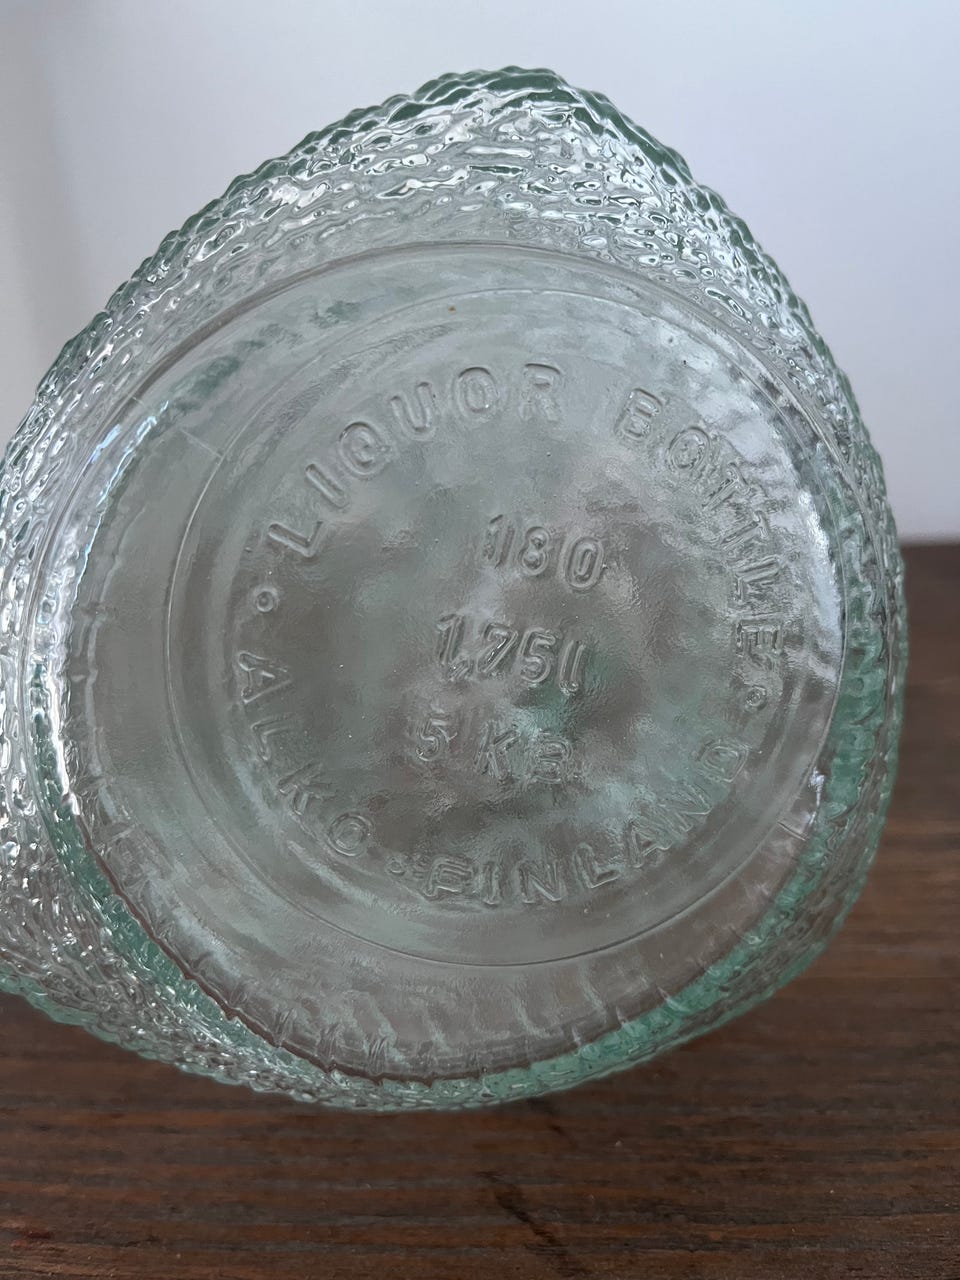 LIQUOR BOTTLE
180
1,75l
5 KB
ALKO FINLAND